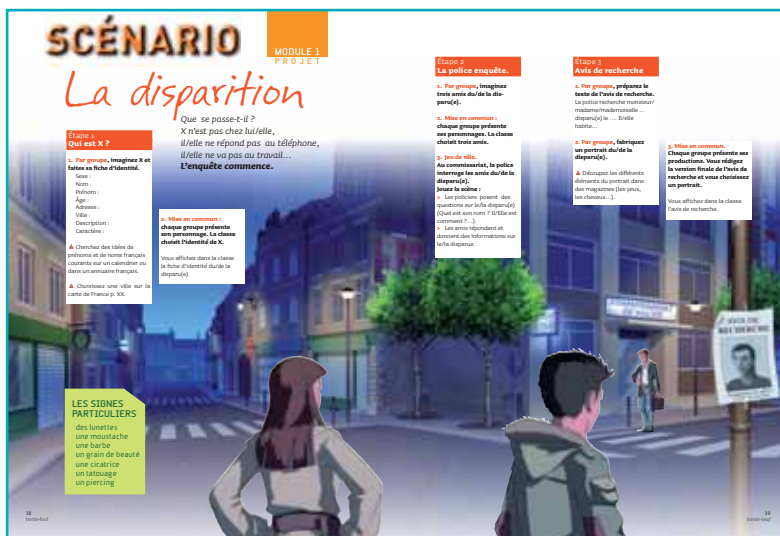 SCÉNARIO
MODULE 1
PROJET
La disparition
Que se passe-t-il ?
X n'est pas chez lui/elle,
il/elle ne répond pas au téléphone,
il/elle ne va pas au travail…
L'enquête commence.
Étape 1
Qui est X ?
1. Par groupe, imaginez X et
faites sa fiche d'identité.
Sexe :
Nom :
Prénom :
Âge :
Adresse :
Ville :
Description :
Caractère :
Cherchez des idées de
prénoms et de noms français
courants sur un calendrier ou
dans un annuaire français.
Choisissez une ville sur la
carte de France p. XX.
2. Mise en commun :
chaque groupe présente
son personnage. La classe
choisit l'identité de X.
Vous affichez dans la classe
la fiche d'identité du/de la
disparu(e).
Étape 2
La police enquête.
1. Par groupe, imaginez
trois amis du/de la dis-
paru(e).
2. Mise en commun :
chaque groupe présente
ses personnages. La classe
choisit trois amis.
3. Jeu de rôle.
Au commissariat, la police
interroge les amis du/de la
disparu(e).
Jouez la scène :
> Les policiers posent des
questions sur le/la disparu(e)
(Quel est son nom ? Il/Elle est
comment ?…).
> Les amis répondent et
donnent des informations sur
le/la disparue.
Étape 3
Avis de recherche
1. Par groupe, préparez le
texte de l'avis de recherche.
La police recherche monsieur/
madame/mademoiselle …
disparu(e) le …. Il/elle
habite…
2. Par groupe, fabriquez
un portrait du/de la
disparu(e).
Découpez les différents
éléments du portrait dans
des magazines (les yeux,
les cheveux…).
3. Mise en commun.
Chaque groupe présente ses
productions. Vous rédigez
la version finale de l'avis de
recherche et vous choisissez
un portrait.
Vous affichez dans la classe
l'avis de recherche.
AVIS DE
RECHERCHE
LES SIGNES
PARTICULIERS
des lunettes
une moustache
une barbe
un grain de beauté
une cicatrice
un tatouage
un piercing
38
trente-huit
39
trente-neuf